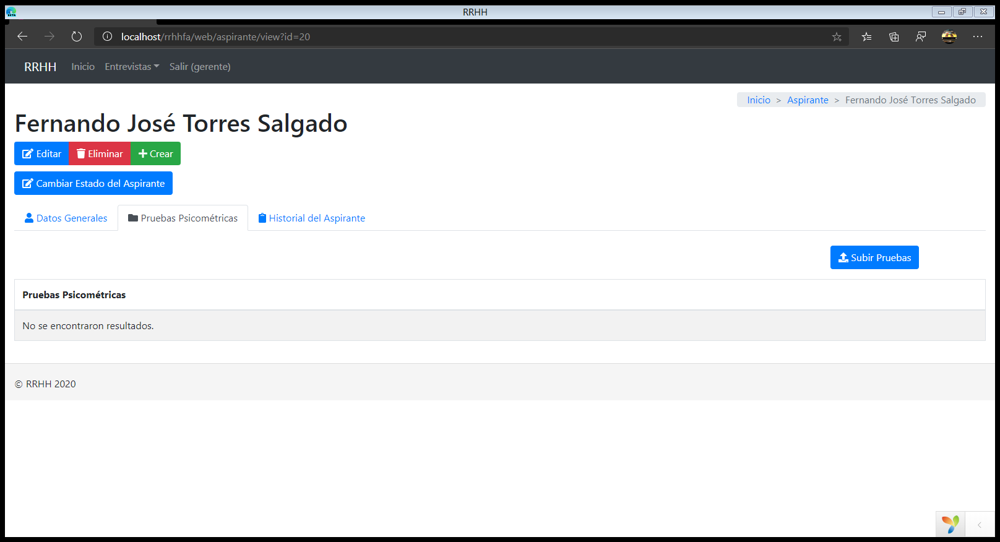 RRHH
localhost/rrhhfa/web/aspirante/view?id=20
RRHH Inicio Entrevistas Salir (gerente)
Inicio > Aspirante > Fernando José Torres Salgado
Fernando José Torres Salgado
Editar Eliminar Crear
Cambiar Estado del Aspirante
Datos Generales Pruebas Psicométricas Historial del Aspirante
Subir Pruebas
Pruebas Psicométricas
No se encontraron resultados.
© RRHH 2020